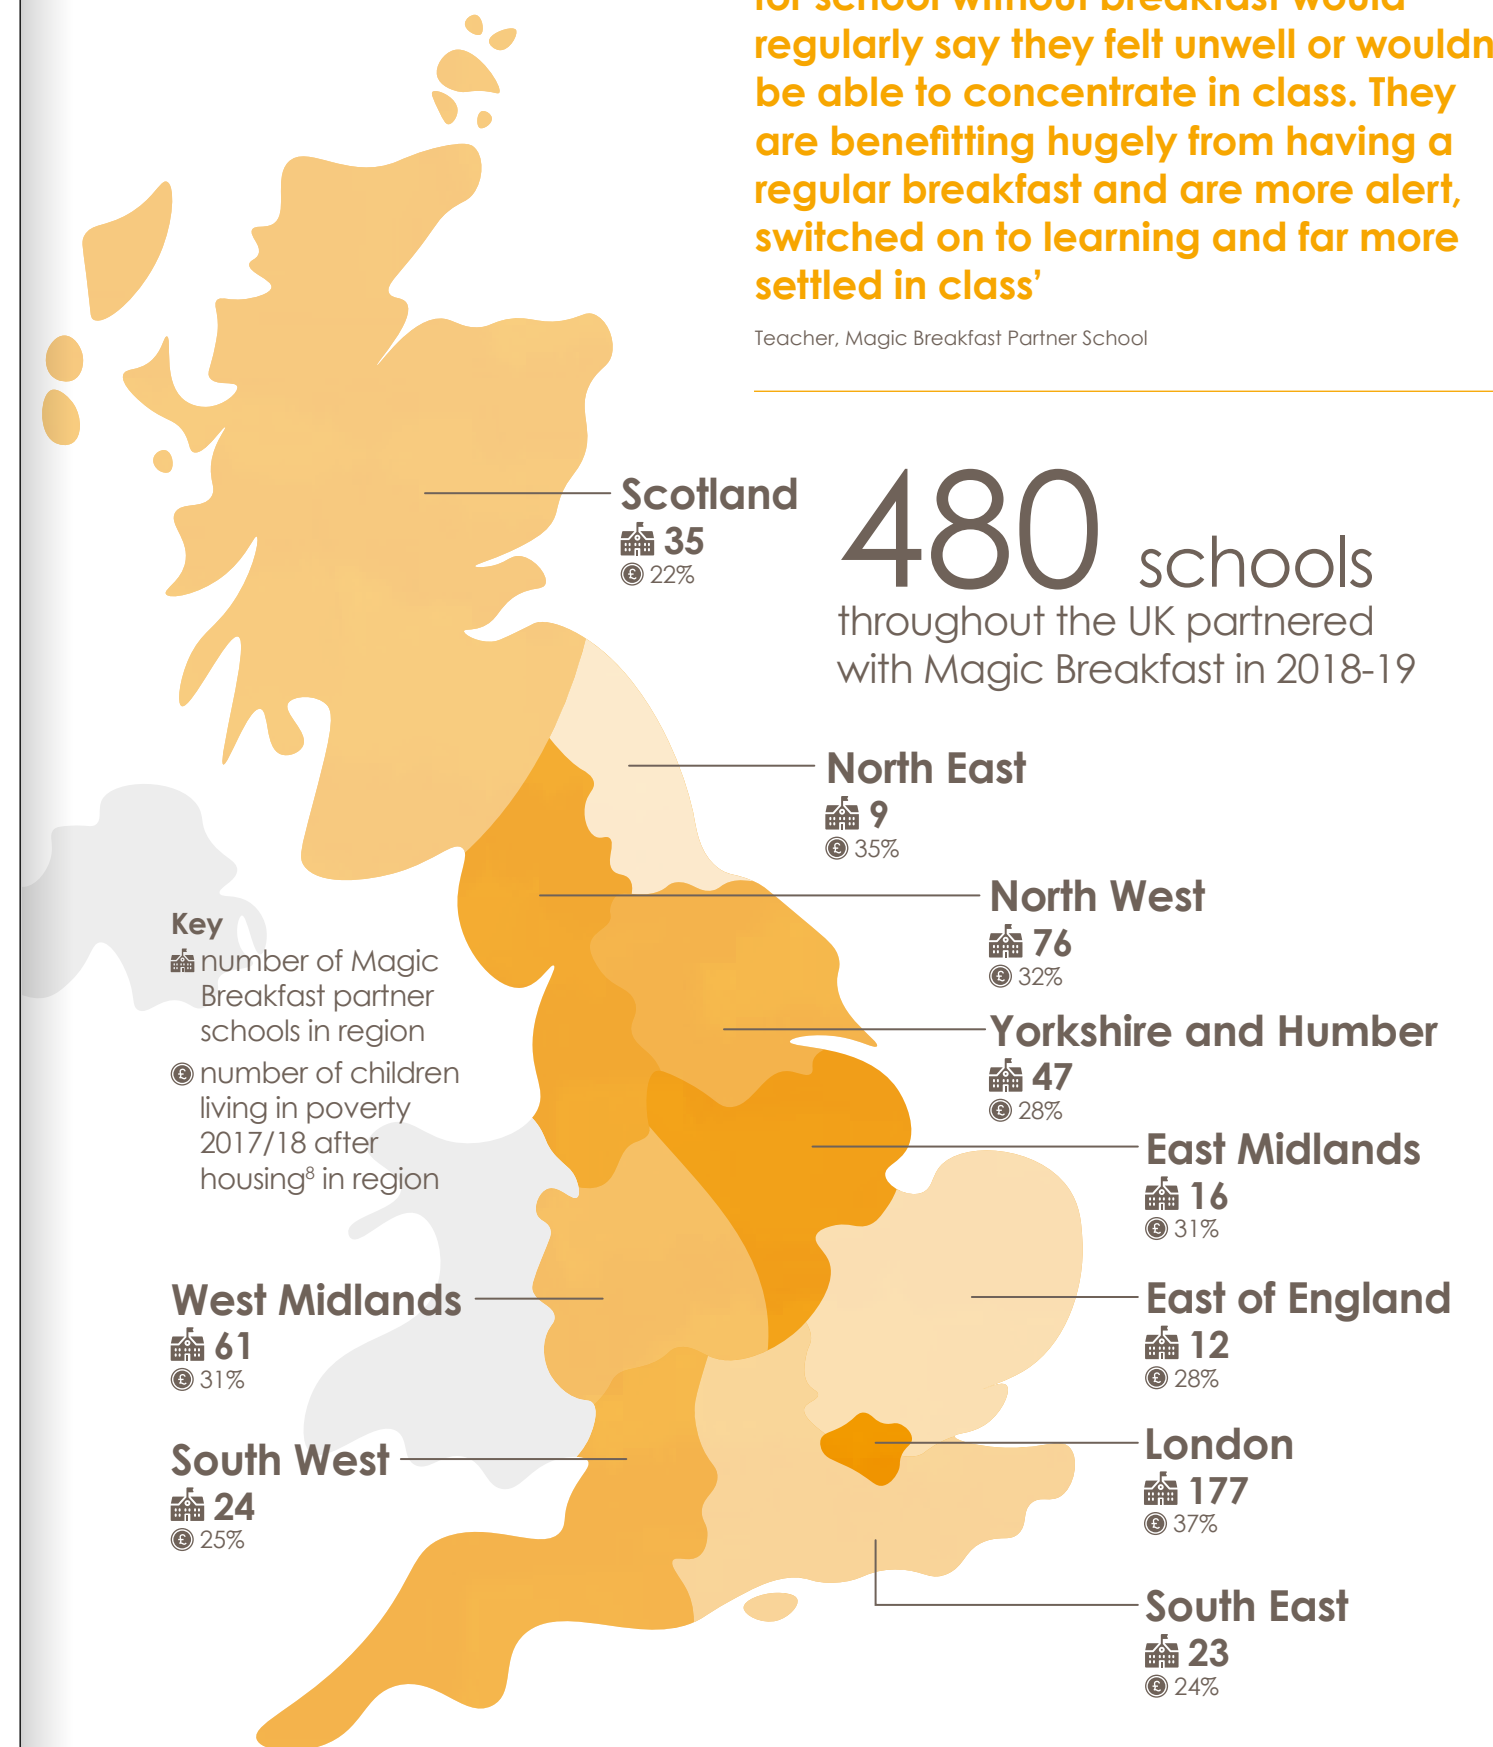 for school without breakfast would
regularly say they felt unwell or wouldn
be able to concentrate in class. They
are benefitting hugely from having a
regular breakfast and are more alert,
switched on to learning and far more
settled in class’
Teacher, Magic Breakfast Partner School
480 schools
throughout the UK partnered
with Magic Breakfast in 2018-19
Scotland
35
£ 22%
North East
9
£ 35%
North West
76
£ 32%
Yorkshire and Humber
47
£ 28%
East Midlands
16
£ 31%
East of England
12
£ 28%
London
177
£ 37%
South East
23
£ 24%
Key
number of Magic
Breakfast partner
schools in region
£ number of children
living in poverty
2017/18 after
housing⁸ in region
West Midlands
61
£ 31%
South West
24
£ 25%